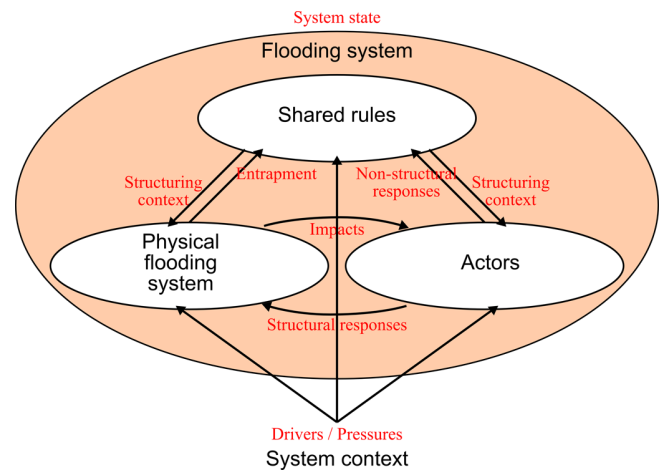 System state
Flooding system
Shared rules
Structuring
context
Entrapment
Non-structural
responses
Structuring
context
Impacts
Physical
flooding
system
Actors
Structural responses
Drivers / Pressures
System context